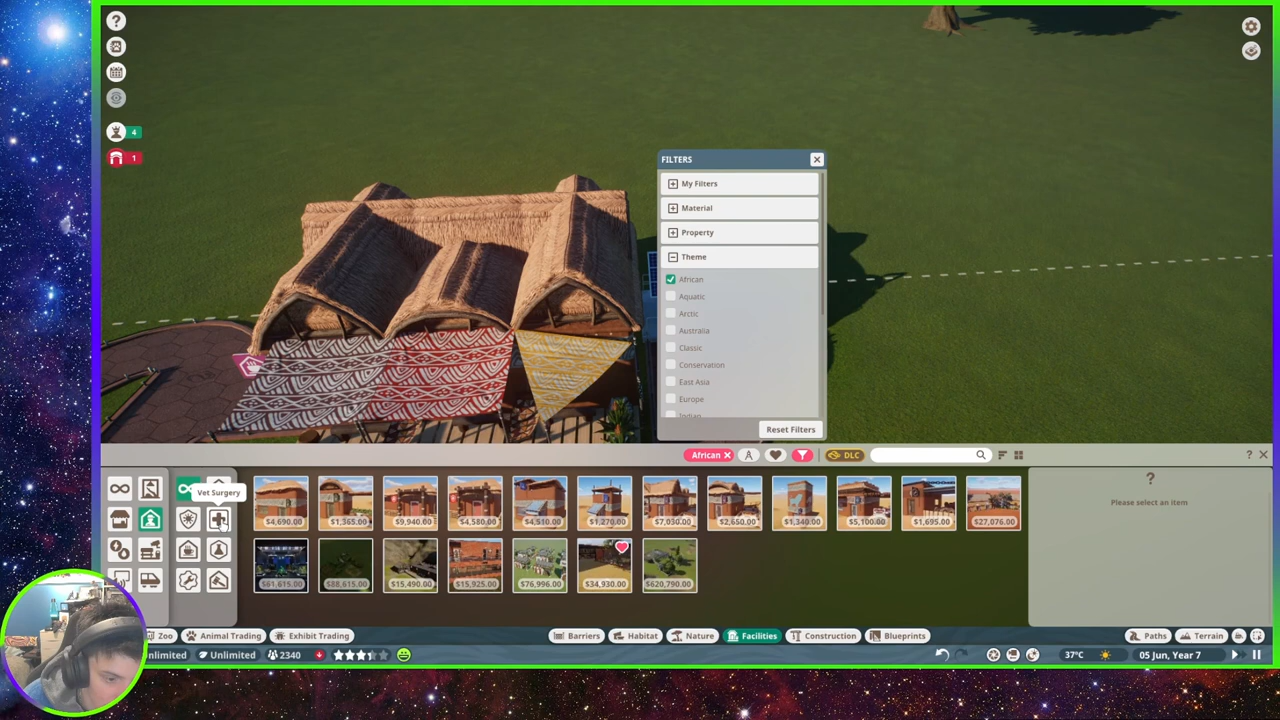 ?
4
1
FILTERS
My Filters
Material
Property
Theme
African
Aquatic
Arctic
Australia
Classic
Conservation
East Asia
Europe
Indian
Reset Filters
African
DLC
?
Vet Surgery
$4,690.00
$1,365.00
$9,940.00
$4,580.00
$4,510.00
$1,270.00
$7,030.00
$2,650.00
$1,340.00
$5,100.00
$1,695.00
$27,076.00
$61,615.00
$88,615.00
$15,490.00
$15,925.00
$76,996.00
$34,930.00
$620,790.00
?
Please select an item
Zoo
Animal Trading
Exhibit Trading
Barriers
Habitat
Nature
Facilities
Construction
Blueprints
Paths
Terrain
nlimited
Unlimited
2340
37°C
05 Jun, Year 7